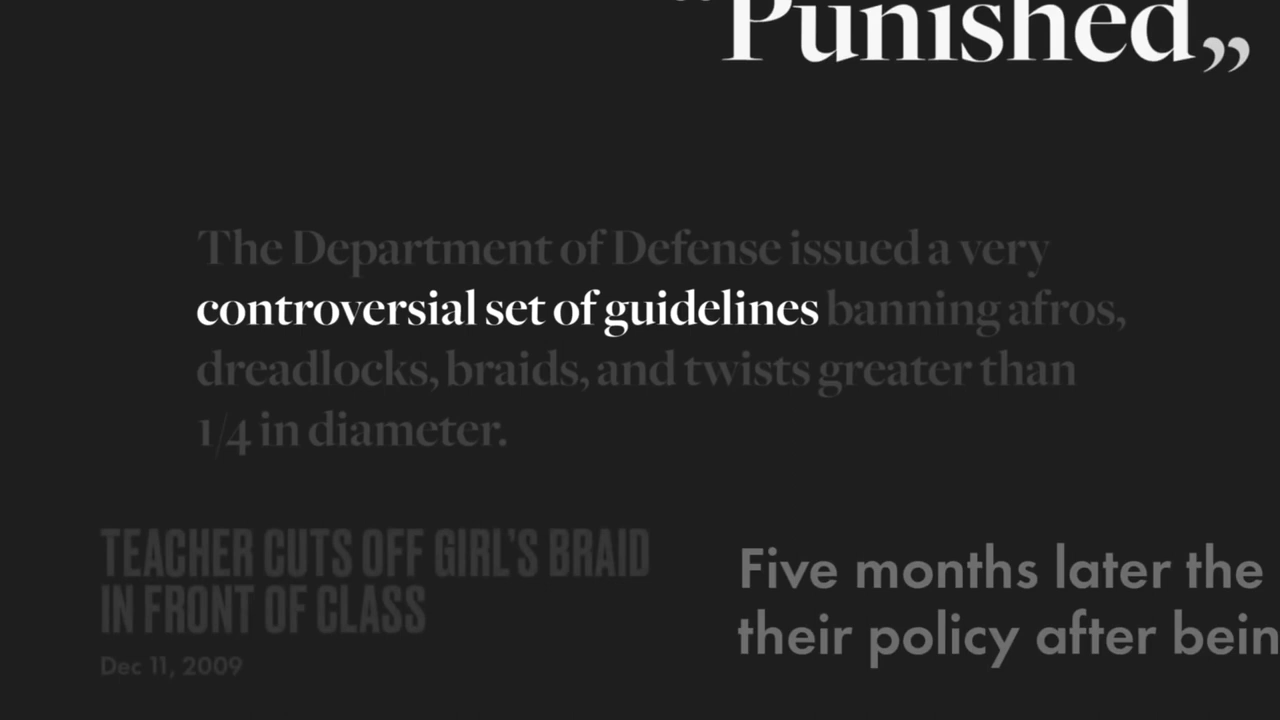 “Punished„
The Department of Defense issued a very
controversial set of guidelines banning afros,
dreadlocks, braids, and twists greater than
1/4 in diameter.
TEACHER CUTS OFF GIRL’S BRAID
IN FRONT OF CLASS
Dec 11, 2009
Five months later the
their policy after bein